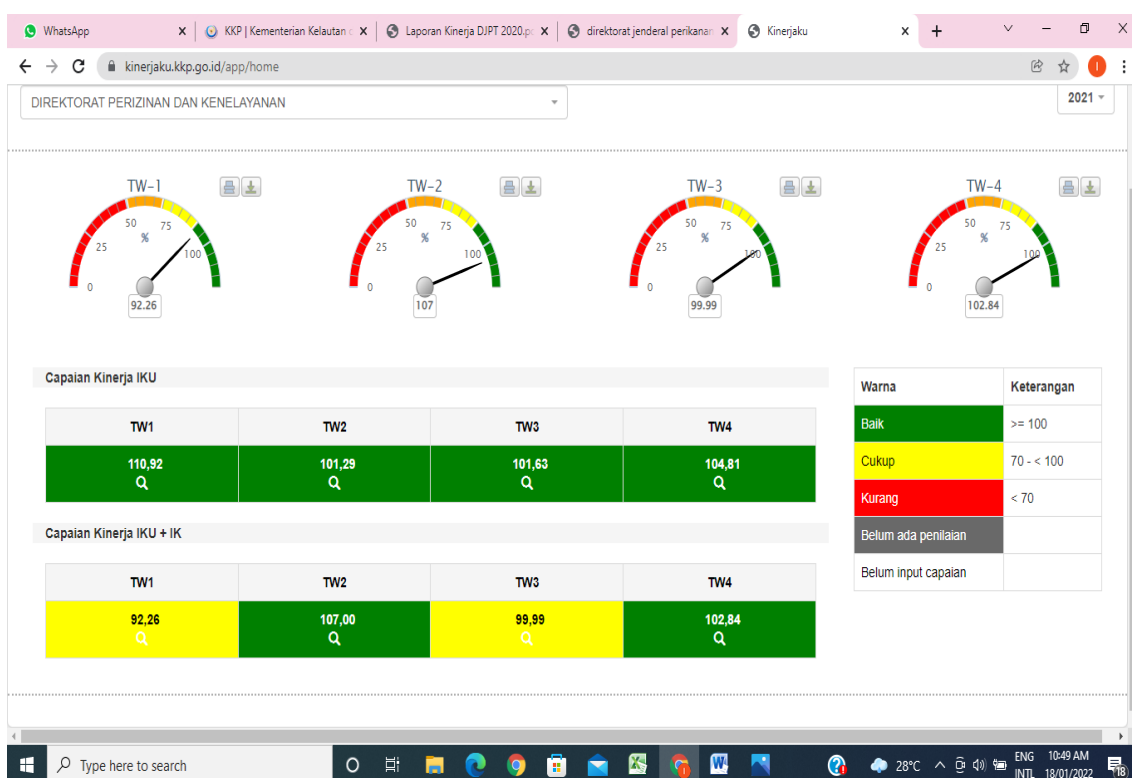 WhatsApp
KKP | Kementerian Kelautan
Laporan Kinerja DJPT 2020.p
direktorat jenderal perikanan
Kinerjaku
kinerjaku.kkp.go.id/app/home
DIREKTORAT PERIZINAN DAN KENELAYANAN
2021
TW-1
0
25
50
75
100
%
92.26
TW-2
0
25
50
75
100
%
107
TW-3
0
25
50
75
100
%
99.99
TW-4
0
25
50
75
100
%
102.84
Capaian Kinerja IKU
TW1 TW2 TW3 TW4
110,92 101,29 101,63 104,81
Capaian Kinerja IKU + IK
TW1 TW2 TW3 TW4
92,26 107,00 99,99 102,84
Warna Keterangan
Baik >= 100
Cukup 70 - < 100
Kurang < 70
Belum ada penilaian
Belum input capaian
Type here to search
28°C
ENG
INTL
10:49 AM
18/01/2022
18